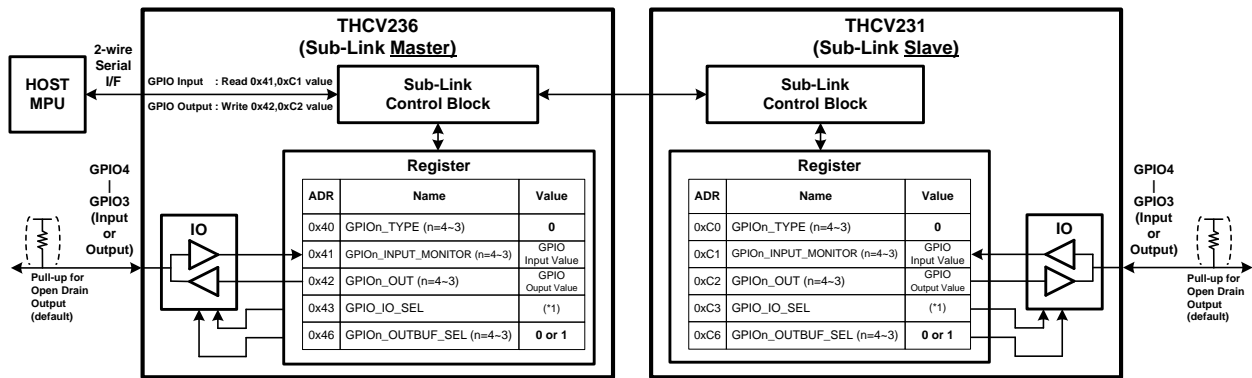 THCV236
(Sub-Link Master)
THCV231
(Sub-Link Slave)
2-wire
Serial
I/F
HOST
MPU
GPIO Input : Read 0x41,0xC1 value
GPIO Output : Write 0x42,0xC2 value
Sub-Link
Control Block
Sub-Link
Control Block
GPIO4
|
GPIO3
(Input
or
Output)
Pull-up for
Open Drain
Output
(default)
IO
Register
ADR Name Value
0x40 GPIOn_TYPE (n=4~3) 0
0x41 GPIOn_INPUT_MONITOR (n=4~3) GPIO
Input Value
0x42 GPIOn_OUT (n=4~3) GPIO
Ouput Value
0x43 GPIO_IO_SEL (*1)
0x46 GPIOn_OUTBUF_SEL (n=4~3) 0 or 1
Register
ADR Name Value
0xC0 GPIOn_TYPE (n=4~3) 0
0xC1 GPIOn_INPUT_MONITOR (n=4~3) GPIO
Input Value
0xC2 GPIOn_OUT (n=4~3) GPIO
Output Value
0xC3 GPIO_IO_SEL (*1)
0xC6 GPIOn_OUTBUF_SEL (n=4~3) 0 or 1
IO
GPIO4
|
GPIO3
(Input
or
Output)
Pull-up for
Open Drain
Output
(default)